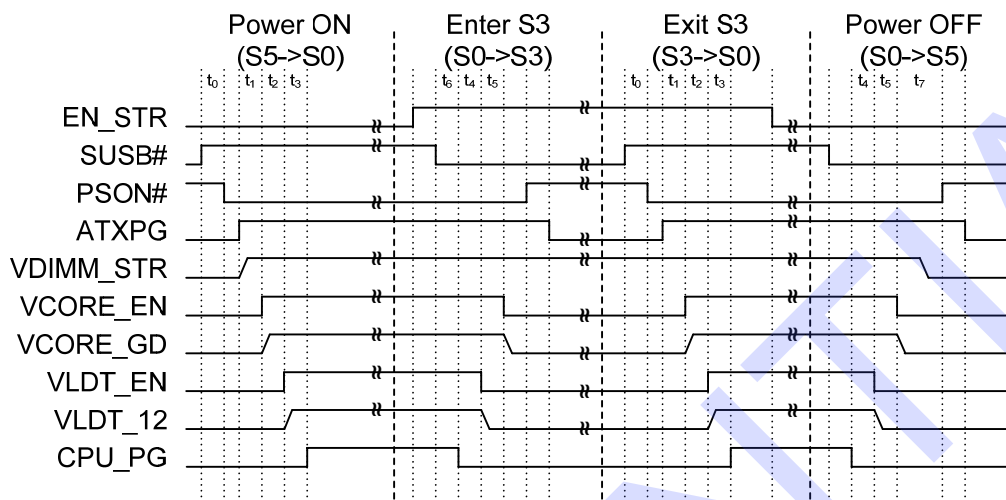 Power ON
(S5->S0)
Enter S3
(S0->S3)
Exit S3
(S3->S0)
Power OFF
(S0->S5)
t0 t1 t2 t3 t6 t4 t5 t0 t1 t2 t3 t4 t5 t7
EN_STR
SUSB#
PSON#
ATXPG
VDIMM_STR
VCORE_EN
VCORE_GD
VLDT_EN
VLDT_12
CPU_PG